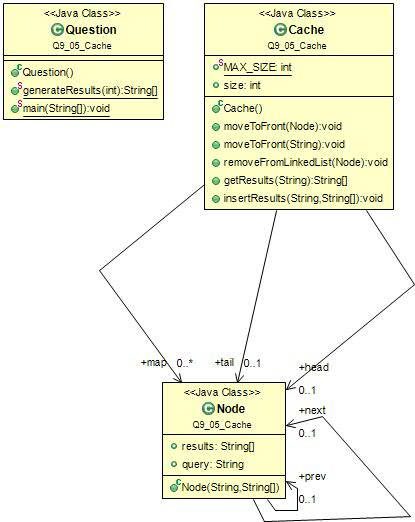 <<Java Class>>
Question
Q9_05_Cache
Question()
generateResults(int):String[]
main(String[]):void
<<Java Class>>
Cache
Q9_05_Cache
MAX_SIZE: int
size: int
Cache()
moveToFront(Node):void
moveToFront(String):void
removeFromLinkedList(Node):void
getResults(String):String[]
insertResults(String,String[]):void
+map 0..*
+tail 0..1
+head
0..1
<<Java Class>>
Node
Q9_05_Cache
results: String[]
query: String
Node(String,String[])
+next
0..1
+prev
0..1